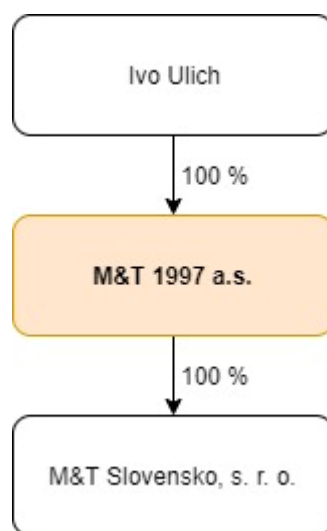 Ivo Ulich
100 %
M&T 1997 a.s.
100 %
M&T Slovensko, s. r. o.